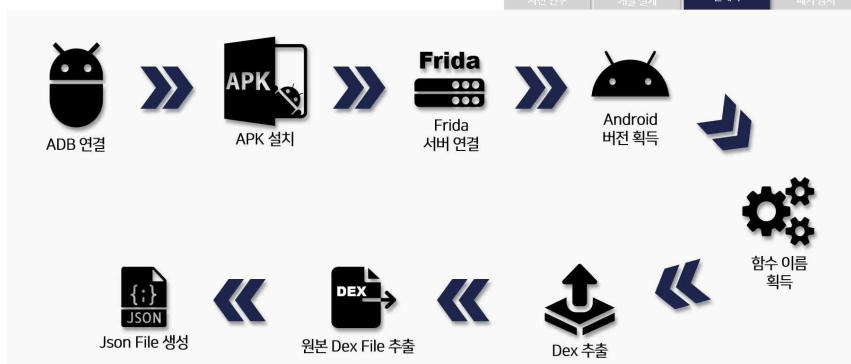 ADB 연결
APK
APK 설치
Frida
Frida
서버 연결
Android
버전 획득
함수 이름
획득
DEX
Dex 추출
원본 Dex File 추출
{;}
JSON
Json File 생성